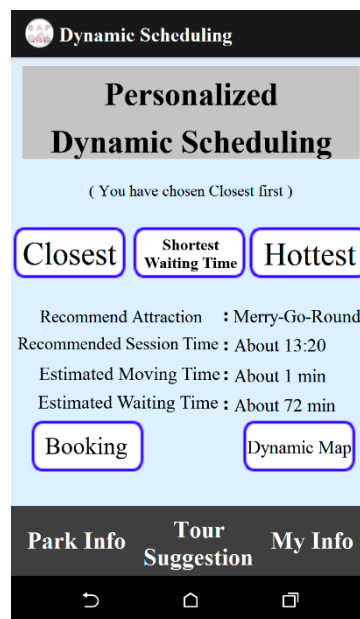 Dynamic Scheduling
Personalized
Dynamic Scheduling
( You have chosen Closest first )
Closest
Shortest
Waiting Time
Hottest
Recommend Attraction : Merry-Go-Round
Recommended Session Time : About 13:20
Estimated Moving Time : About 1 min
Estimated Waiting Time : About 72 min
Booking
Dynamic Map
Park Info
Tour
Suggestion
My Info